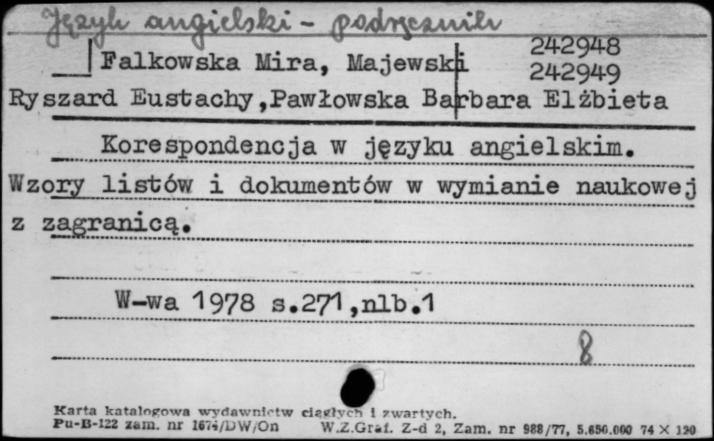 Język angielski - podręcznik
Falkowska Mira, Majewski 242948
242949
Ryszard Eustachy,Pawłowska Barbara Elżbieta
Korespondencja w języku angielskim.
Wzory listów i dokumentów w wymianie naukowej
z zagranicą.
W-wa 1978 s.271,nlb.1
8
Karta katalogowa wydawnictw ciągłych i zwartych.
Pu-B-122 zam. nr 1674/DW/On W.Z.Graf. Z-d 2, Zam. nr 988/77, 5.650.000 74 × 120